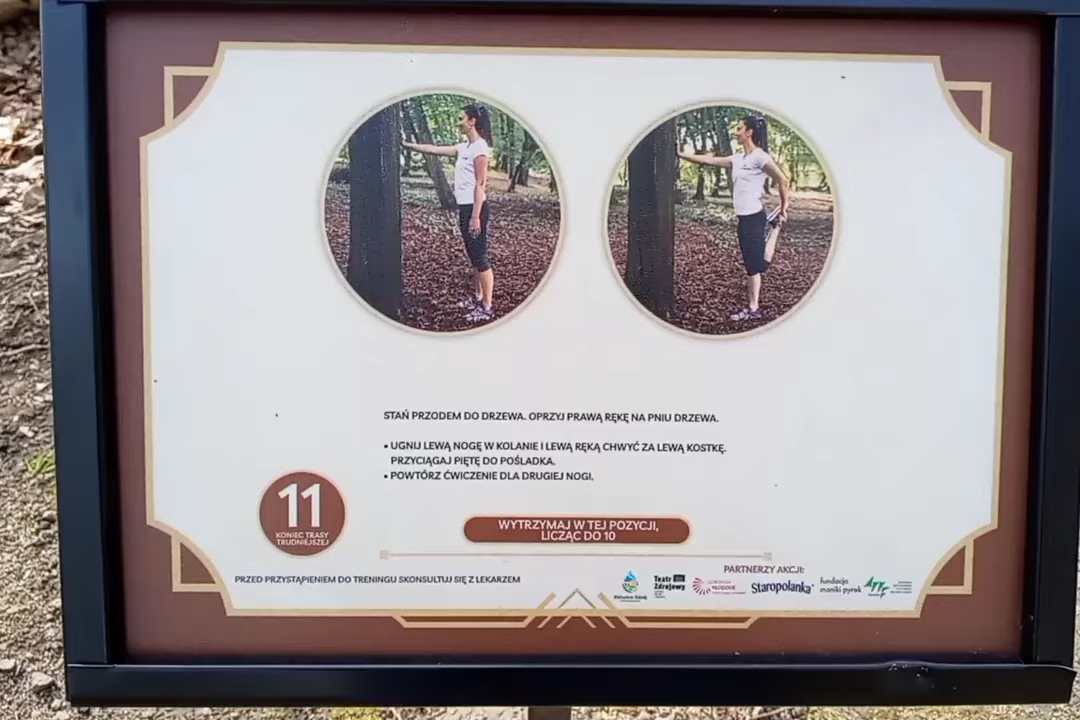 STAŃ PRZODEM DO DRZEWA. OPRZYJ PRAWĄ RĘKĘ NA PNIU DRZEWA.
• UGNIJ LEWĄ NOGĘ W KOLANIE I LEWĄ RĘKĄ CHWYĆ ZA LEWĄ KOSTKĘ.
PRZYCIĄGAJ PIĘTĘ DO POŚLADKA.
• POWTÓRZ ĆWICZENIE DLA DRUGIEJ NOGI.
11
KONIEC TRASY
TRUDNIEJSZEJ
WYTRZYMAJ W TEJ POZYCJI,
LICZĄC DO 10
PRZED PRZYSTĄPIENIEM DO TRENINGU SKONSULTUJ SIĘ Z LEKARZEM
PARTNERZY AKCJI:
Teatr
Zdrojowy
Staropolanka
fundacja
moniki pyrek